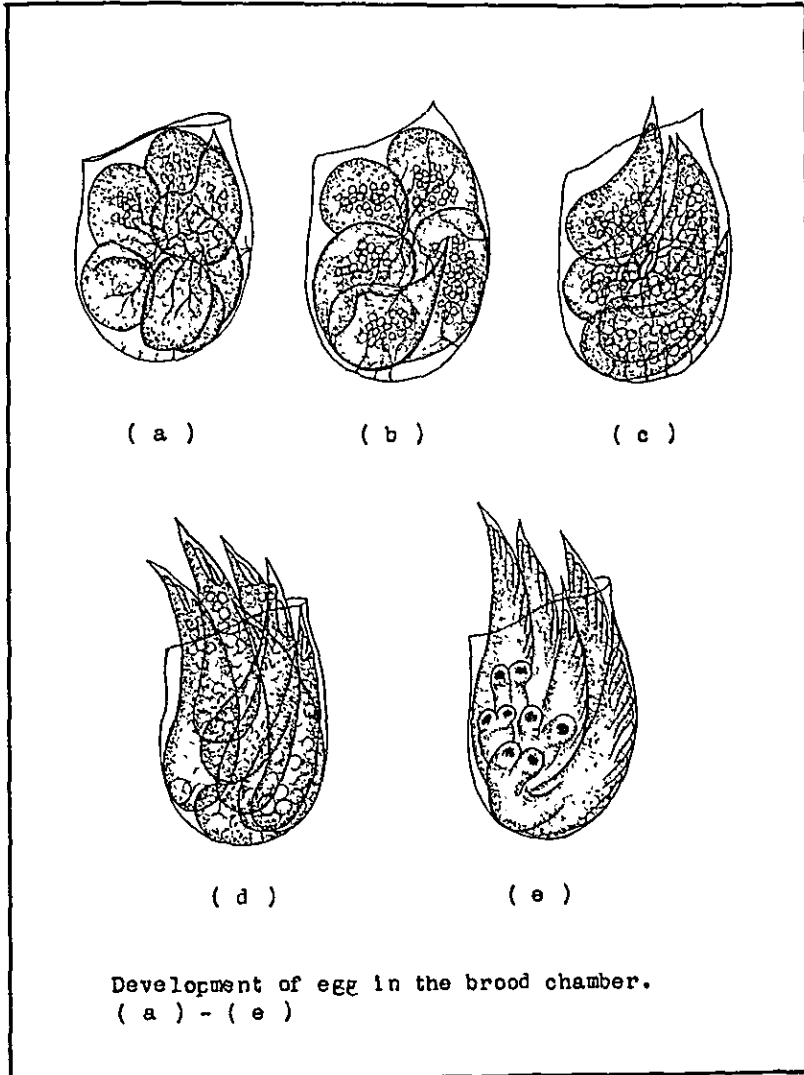 ( a )
( b )
( c )
( d )
( e )
Development of egg in the brood chamber.
( a ) - ( e )